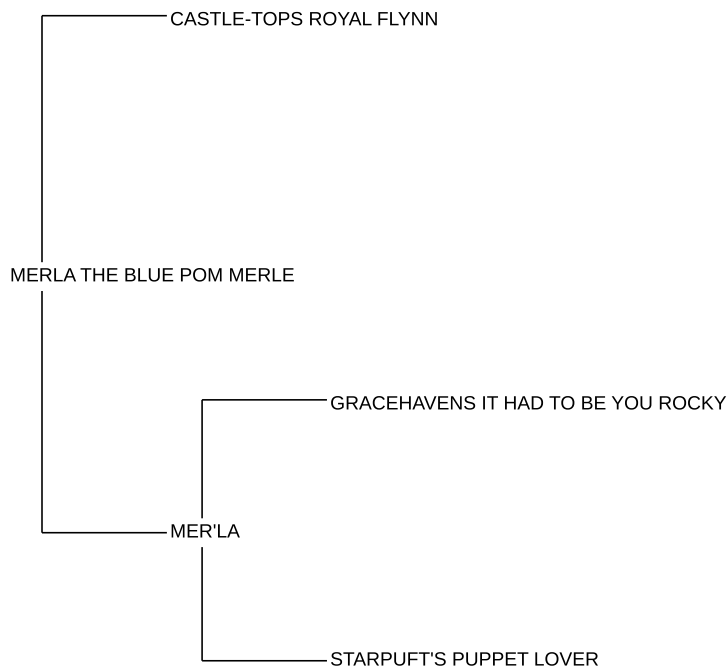 CASTLE-TOPS ROYAL FLYNN
MERLA THE BLUE POM MERLE
GRACEHAVENS IT HAD TO BE YOU ROCKY
MER'LA
STARPUFT'S PUPPET LOVER